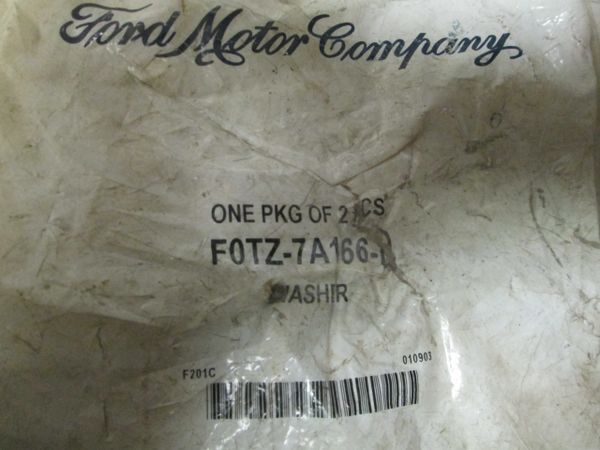 Ford Motor Company
ONE PKG OF 2
F0TZ-7A166-
WASHIR
F201C
010903